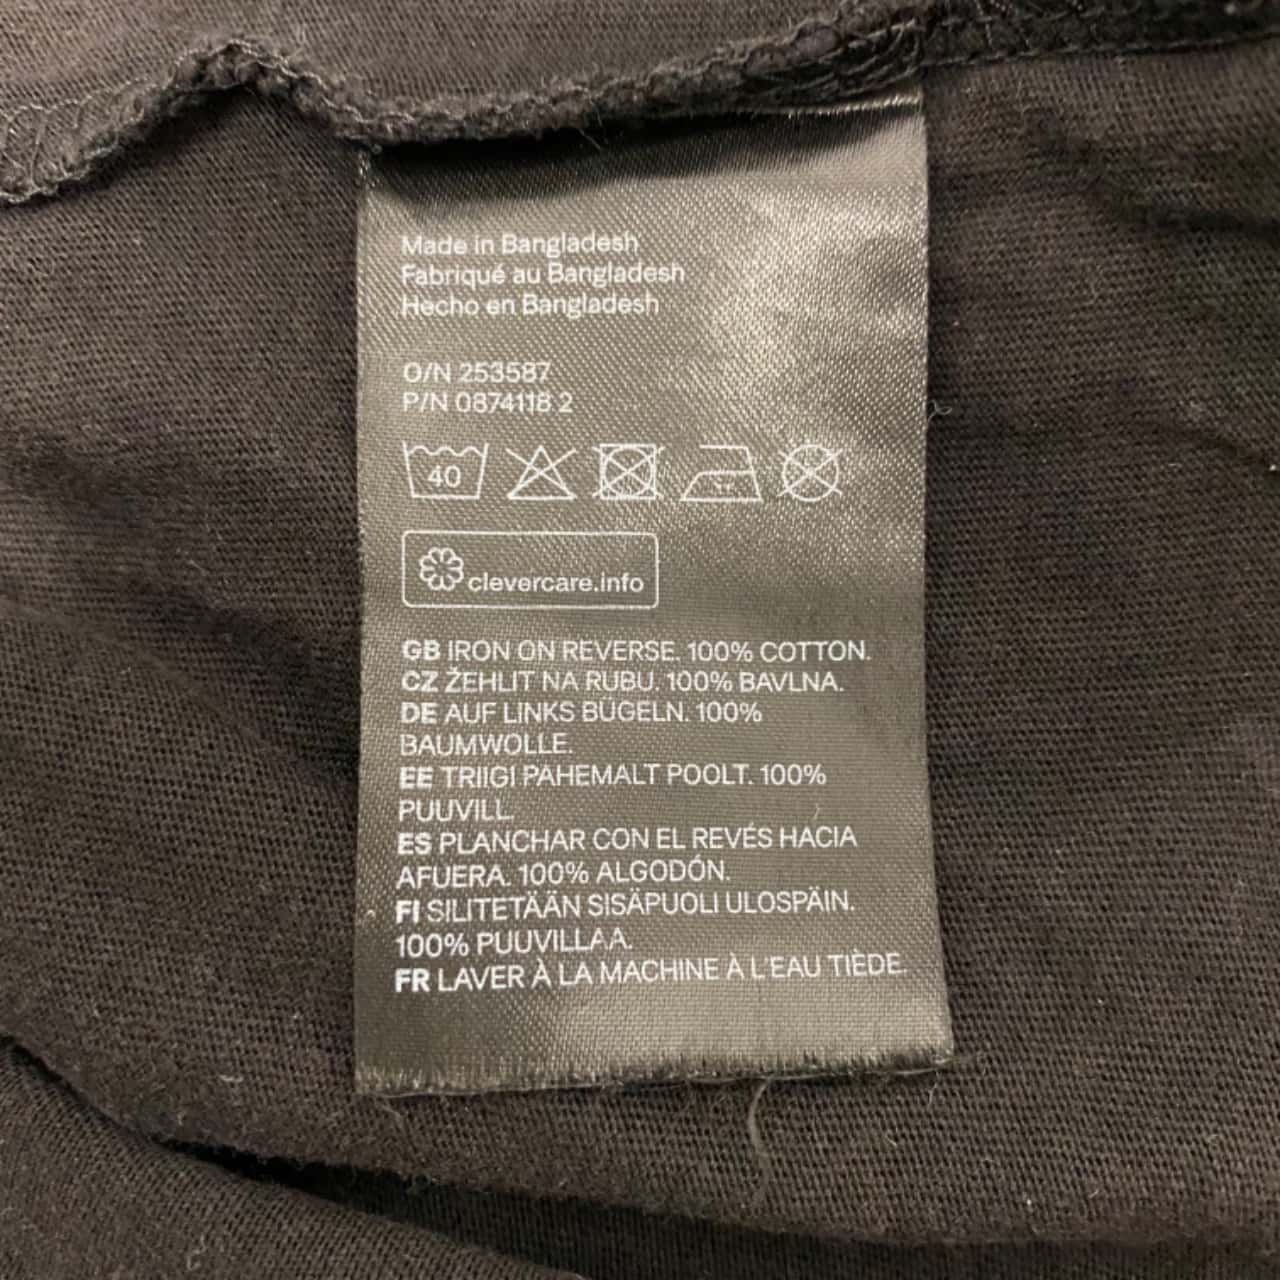 Made in Bangladesh
Fabriqué au Bangladesh
Hecho en Bangladesh
O/N 253587
P/N 0874118 2
40
clevercare.info
GB IRON ON REVERSE. 100% COTTON.
CZ ŽEHLIT NA RUBU. 100% BAVLNA.
DE AUF LINKS BÜGELN. 100%
BAUMWOLLE.
EE TRIIGI PAHEMALT POOLT. 100%
PUUVILL.
ES PLANCHAR CON EL REVÉS HACIA
AFUERA. 100% ALGODÓN.
FI SILITETÄÄN SISÄPUOLI ULOSPÄIN.
100% PUUVILLAA.
FR LAVER À LA MACHINE À L'EAU TIÈDE.